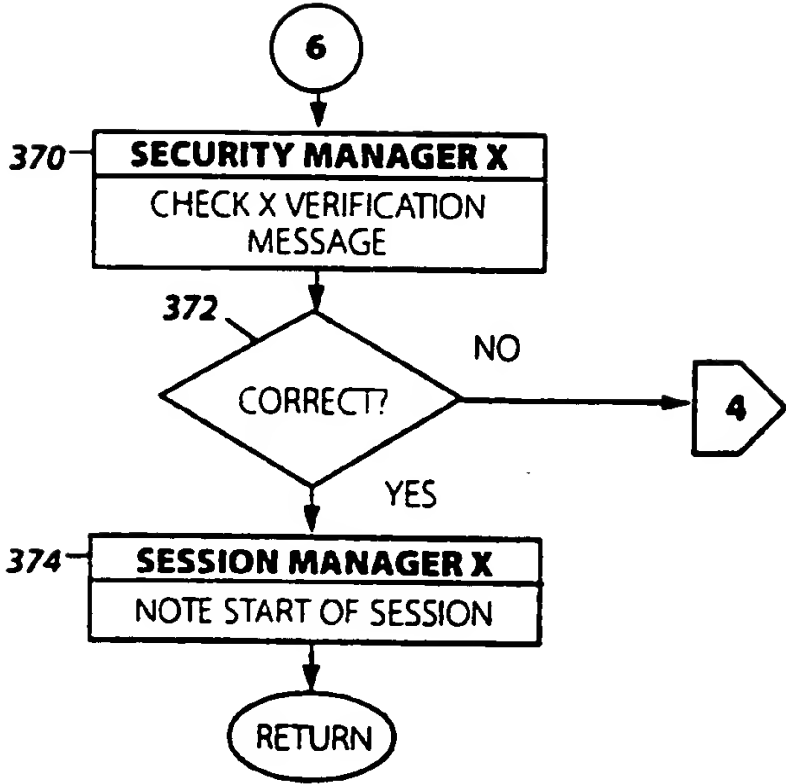 6
370
SECURITY MANAGER X
CHECK X VERIFICATION
MESSAGE
372
CORRECT?
NO
4
YES
374
SESSION MANAGER X
NOTE START OF SESSION
RETURN